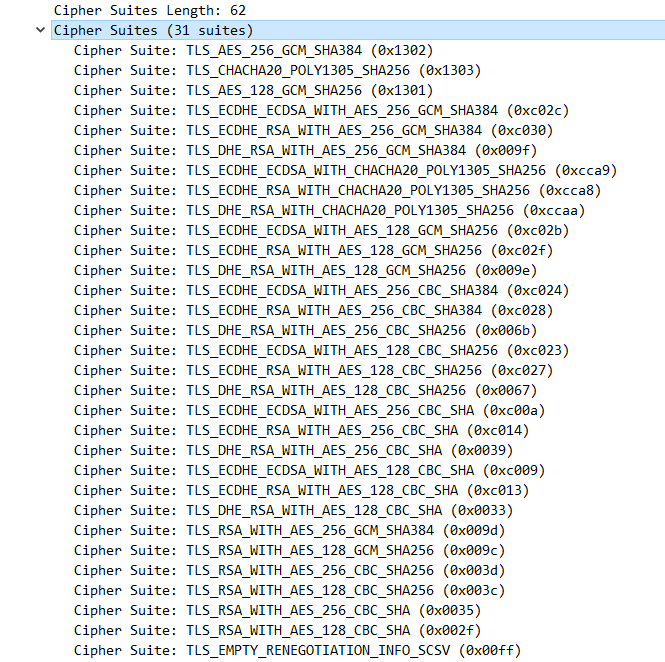 Cipher Suites Length: 62
Cipher Suites (31 suites)
Cipher Suite: TLS_AES_256_GCM_SHA384 (0x1302)
Cipher Suite: TLS_CHACHA20_POLY1305_SHA256 (0x1303)
Cipher Suite: TLS_AES_128_GCM_SHA256 (0x1301)
Cipher Suite: TLS_ECDHE_ECDSA_WITH_AES_256_GCM_SHA384 (0xc02c)
Cipher Suite: TLS_ECDHE_RSA_WITH_AES_256_GCM_SHA384 (0xc030)
Cipher Suite: TLS_DHE_RSA_WITH_AES_256_GCM_SHA384 (0x009f)
Cipher Suite: TLS_ECDHE_ECDSA_WITH_CHACHA20_POLY1305_SHA256 (0xcca9)
Cipher Suite: TLS_ECDHE_RSA_WITH_CHACHA20_POLY1305_SHA256 (0xcca8)
Cipher Suite: TLS_DHE_RSA_WITH_CHACHA20_POLY1305_SHA256 (0xccaa)
Cipher Suite: TLS_ECDHE_ECDSA_WITH_AES_128_GCM_SHA256 (0xc02b)
Cipher Suite: TLS_ECDHE_RSA_WITH_AES_128_GCM_SHA256 (0xc02f)
Cipher Suite: TLS_DHE_RSA_WITH_AES_128_GCM_SHA256 (0x009e)
Cipher Suite: TLS_ECDHE_ECDSA_WITH_AES_256_CBC_SHA384 (0xc024)
Cipher Suite: TLS_ECDHE_RSA_WITH_AES_256_CBC_SHA384 (0xc028)
Cipher Suite: TLS_DHE_RSA_WITH_AES_256_CBC_SHA256 (0x006b)
Cipher Suite: TLS_ECDHE_ECDSA_WITH_AES_128_CBC_SHA256 (0xc023)
Cipher Suite: TLS_ECDHE_RSA_WITH_AES_128_CBC_SHA256 (0xc027)
Cipher Suite: TLS_DHE_RSA_WITH_AES_128_CBC_SHA256 (0x0067)
Cipher Suite: TLS_ECDHE_ECDSA_WITH_AES_256_CBC_SHA (0xc00a)
Cipher Suite: TLS_ECDHE_RSA_WITH_AES_256_CBC_SHA (0xc014)
Cipher Suite: TLS_DHE_RSA_WITH_AES_256_CBC_SHA (0x0039)
Cipher Suite: TLS_ECDHE_ECDSA_WITH_AES_128_CBC_SHA (0xc009)
Cipher Suite: TLS_ECDHE_RSA_WITH_AES_128_CBC_SHA (0xc013)
Cipher Suite: TLS_DHE_RSA_WITH_AES_128_CBC_SHA (0x0033)
Cipher Suite: TLS_RSA_WITH_AES_256_GCM_SHA384 (0x009d)
Cipher Suite: TLS_RSA_WITH_AES_128_GCM_SHA256 (0x009c)
Cipher Suite: TLS_RSA_WITH_AES_256_CBC_SHA256 (0x003d)
Cipher Suite: TLS_RSA_WITH_AES_128_CBC_SHA256 (0x003c)
Cipher Suite: TLS_RSA_WITH_AES_256_CBC_SHA (0x0035)
Cipher Suite: TLS_RSA_WITH_AES_128_CBC_SHA (0x002f)
Cipher Suite: TLS_EMPTY_RENEGOTIATION_INFO_SCSV (0x00ff)